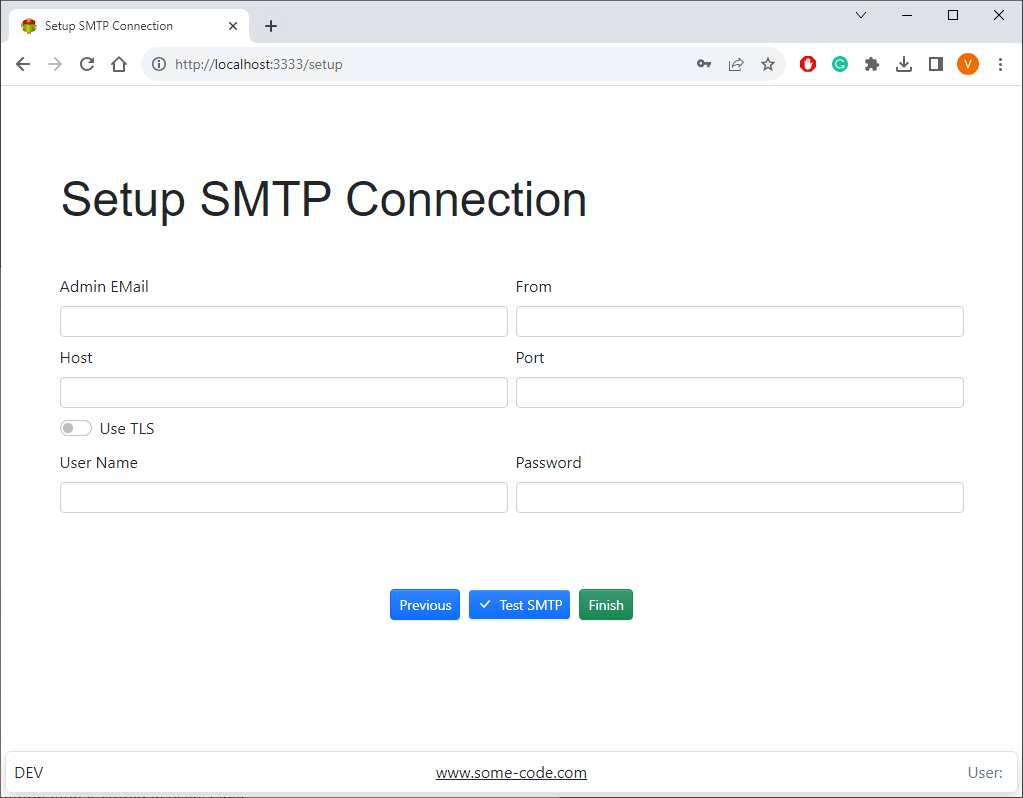 Setup SMTP Connection
http://localhost:3333/setup
V
Setup SMTP Connection
Admin EMail From
Host Port
Use TLS
User Name Password
Previous Test SMTP Finish
DEV www.some-code.com User: